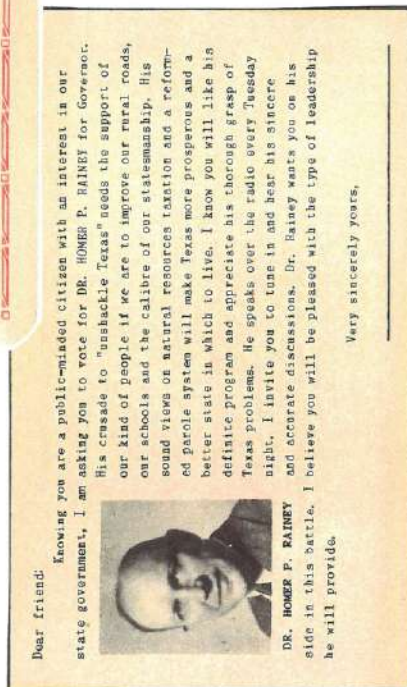 Dear friend:
Knowing you are a public-minded citizen with an interest in our
state government, I am asking you to vote for DR. HOMER P. RAINEY for Governor.
His crusade to "unshackle Texas" needs the support of
our kind of people if we are to improve our rural roads,
our schools and the calibre of our statesmanship. His
sound views on natural resources taxation and a reform-
ed parole system will make Texas more prosperous and a
better state in which to live. I know you will like his
definite program and appreciate his thorough grasp of
Texas problems. He speaks over the radio every Tuesday
night. I invite you to tune in and hear his sincere
and accurate discussions. Dr. Rainey wants you on his
DR. HOMER P. RAINEY
side in this battle. I believe you will be pleased with the type of leadership
he will provide.
Very sincerely yours,